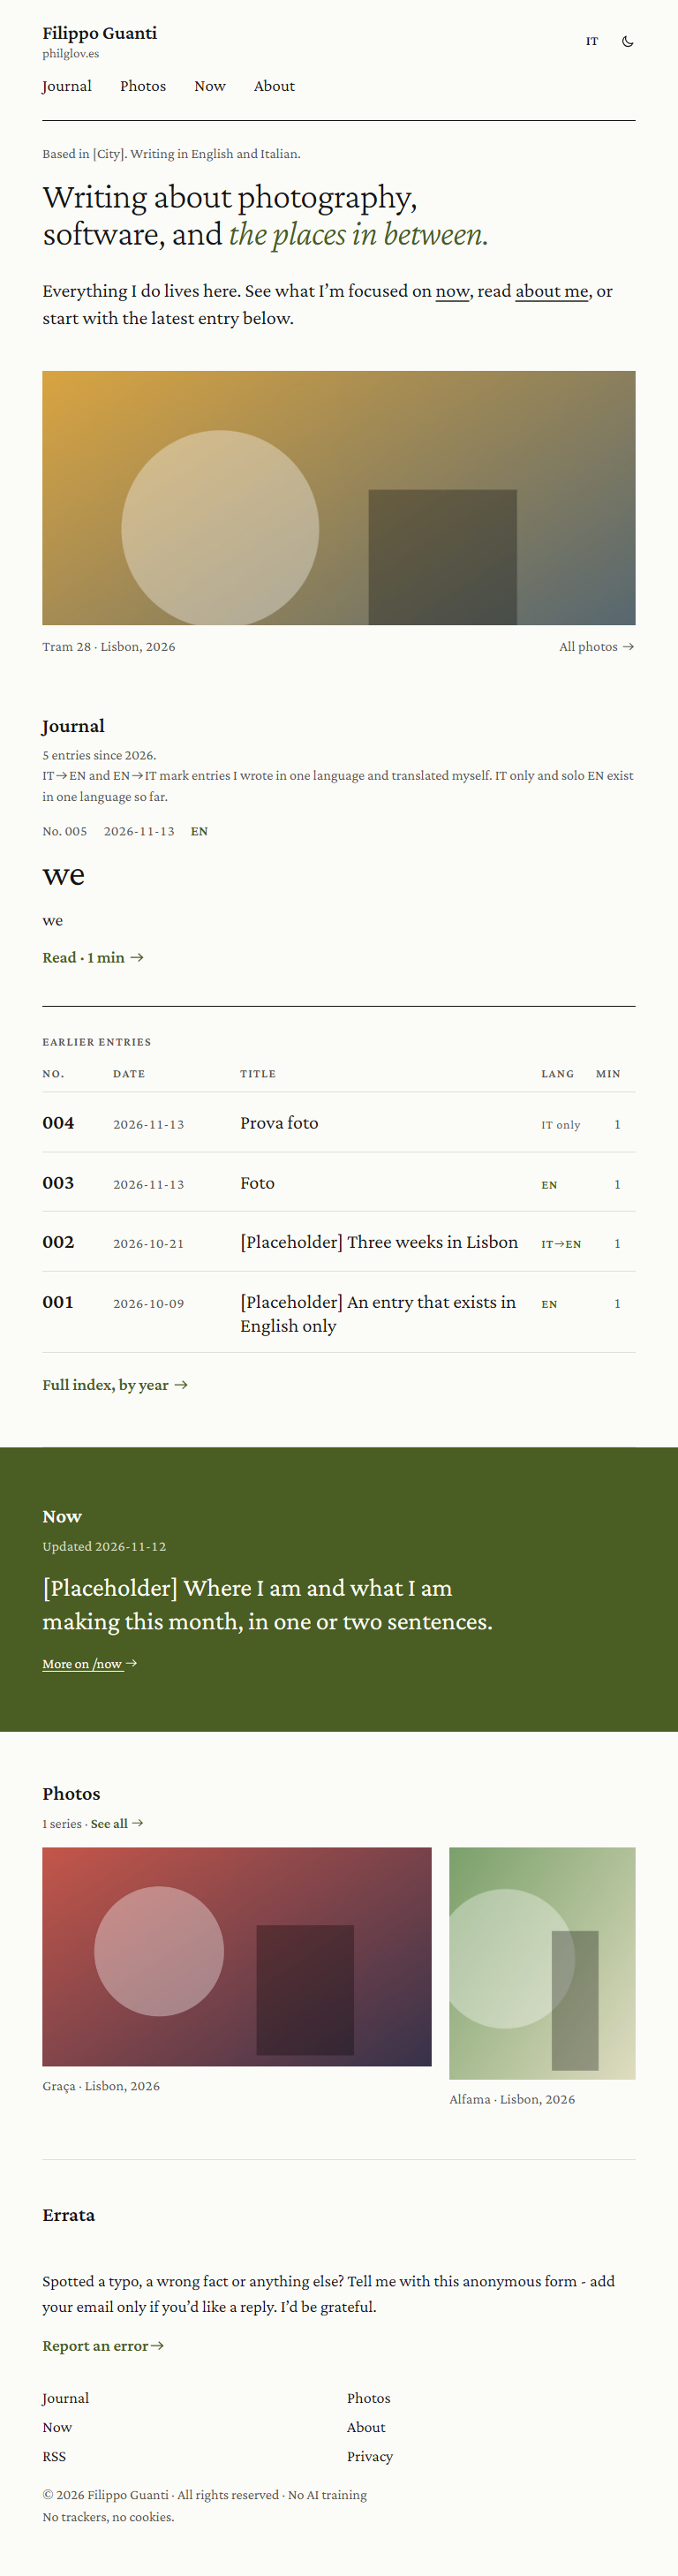 Filippo Guanti
philglov.es
IT
Journal Photos Now About
Based in [City]. Writing in English and Italian.
Writing about photography,
software, and the places in between.
Everything I do lives here. See what I’m focused on now, read about me, or
start with the latest entry below.
Tram 28 · Lisbon, 2026
All photos →
Journal
5 entries since 2026.
IT→EN and EN→IT mark entries I wrote in one language and translated myself. IT only and solo EN exist
in one language so far.
No. 005 2026-11-13 EN
we
we
Read · 1 min →
EARLIER ENTRIES
NO. DATE TITLE LANG MIN
004 2026-11-13 Prova foto IT only 1
003 2026-11-13 Foto EN 1
002 2026-10-21 [Placeholder] Three weeks in Lisbon IT→EN 1
001 2026-10-09 [Placeholder] An entry that exists in EN 1
English only
Full index, by year →
Now
Updated 2026-11-12
[Placeholder] Where I am and what I am
making this month, in one or two sentences.
More on /now →
Photos
1 series · See all →
Graça · Lisbon, 2026
Alfama · Lisbon, 2026
Errata
Spotted a typo, a wrong fact or anything else? Tell me with this anonymous form - add
your email only if you’d like a reply. I’d be grateful.
Report an error→
Journal Photos
Now About
RSS Privacy
© 2026 Filippo Guanti · All rights reserved · No AI training
No trackers, no cookies.